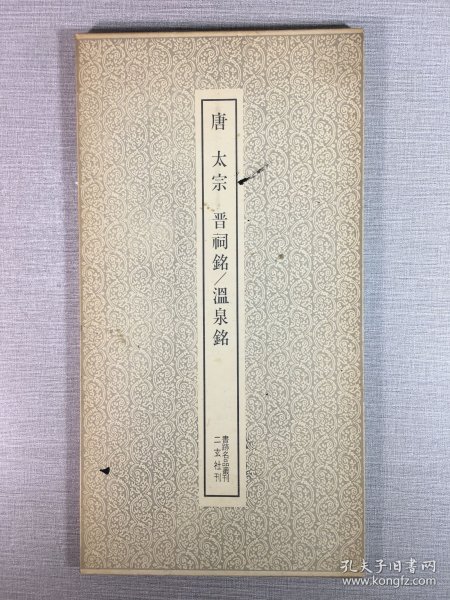 唐 太宗 晋祠銘／溫泉銘
書跡名品叢刊
二玄社刊
孔夫子旧书网
www.kongfz.com